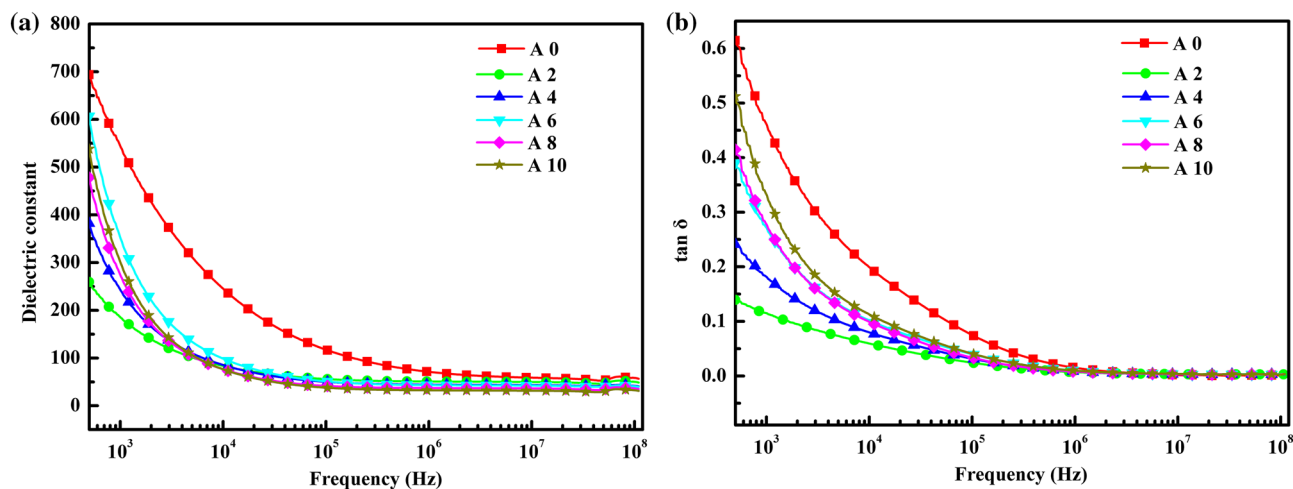 (a)
800
700
600
500
400
300
200
100
0
Dielectric constant
A 0
A 2
A 4
A 6
A 8
A 10
10³
10⁴
10⁵
10⁶
10⁷
10⁸
Frequency (Hz)
(b)
0.6
0.5
0.4
0.3
0.2
0.1
0.0
tan δ
A 0
A 2
A 4
A 6
A 8
A 10
10³
10⁴
10⁵
10⁶
10⁷
10⁸
Frequency (Hz)